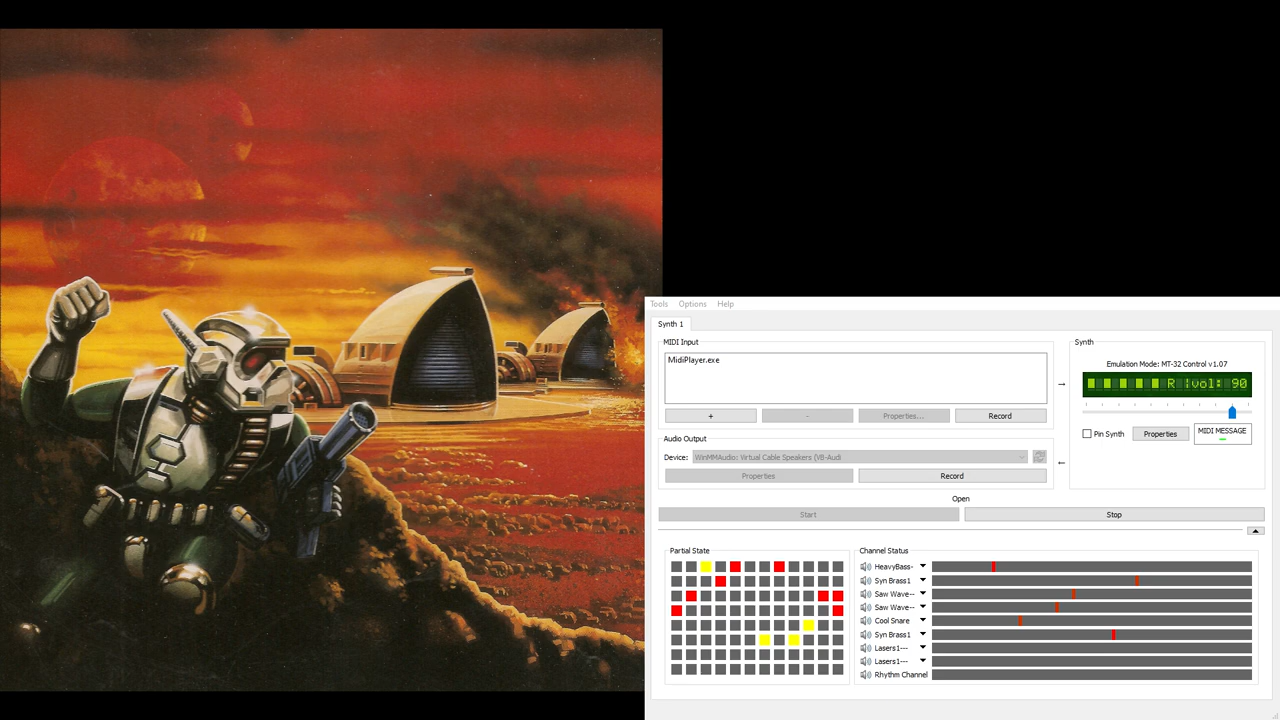 Tools Options Help
Synth 1
MIDI Input
MidiPlayer.exe
+ - Properties... Record
Audio Output
Device: WinMMAudio: Virtual Cable Speakers (VB-Audi
Properties Record
Synth
Emulation Mode: MT-32 Control v1.07
R |vol: 90
Pin Synth Properties MIDI MESSAGE
Open
Start Stop
Partial State
Channel Status
HeavyBass-
Syn Brass1
Saw Wave--
Saw Wave--
Cool Snare
Syn Brass1
Lasers1---
Lasers1---
Rhythm Channel